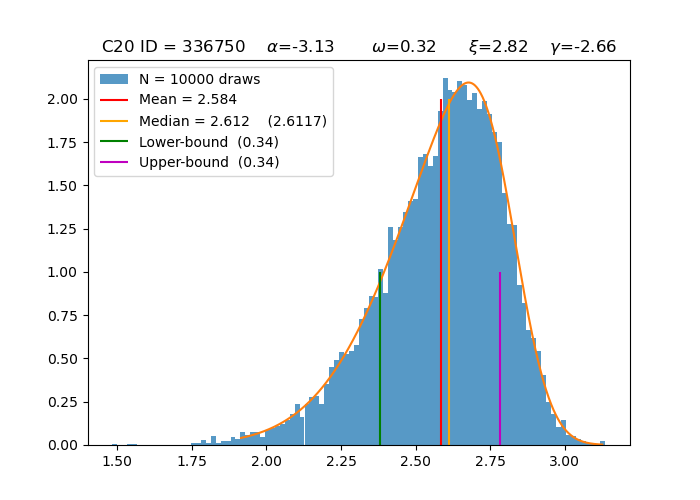 C20 ID = 336750 α=-3.13 ω=0.32 ξ=2.82 γ=-2.66
N = 10000 draws
Mean = 2.584
Median = 2.612 (2.6117)
Lower-bound (0.34)
Upper-bound (0.34)
2.00
1.75
1.50
1.25
1.00
0.75
0.50
0.25
0.00
1.50 1.75 2.00 2.25 2.50 2.75 3.00